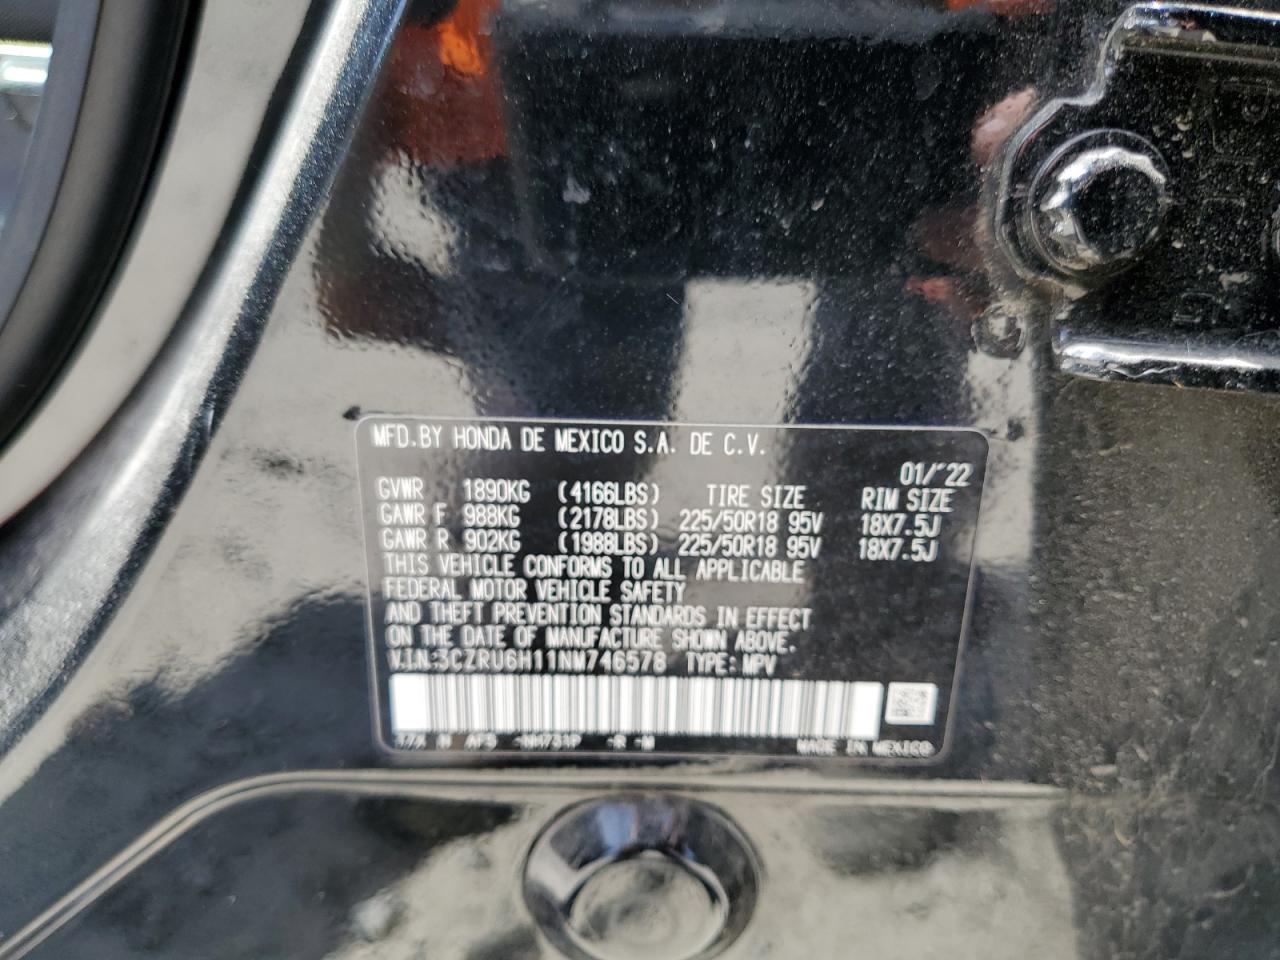 MFD.BY HONDA DE MEXICO S.A. DE C.V.
01/'22
GVWR 1890KG (4166LBS) TIRE SIZE RIM SIZE
GAWR F 988KG (2178LBS) 225/50R18 95V 18X7.5J
GAWR R 902KG (1988LBS) 225/50R18 95V 18X7.5J
THIS VEHICLE CONFORMS TO ALL APPLICABLE
FEDERAL MOTOR VEHICLE SAFETY
AND THEFT PREVENTION STANDARDS IN EFFECT
ON THE DATE OF MANUFACTURE SHOWN ABOVE.
V.I.N:3CZRU6H11NM746578 TYPE: MPV
N -NH731P -R -M MADE IN MEXICO